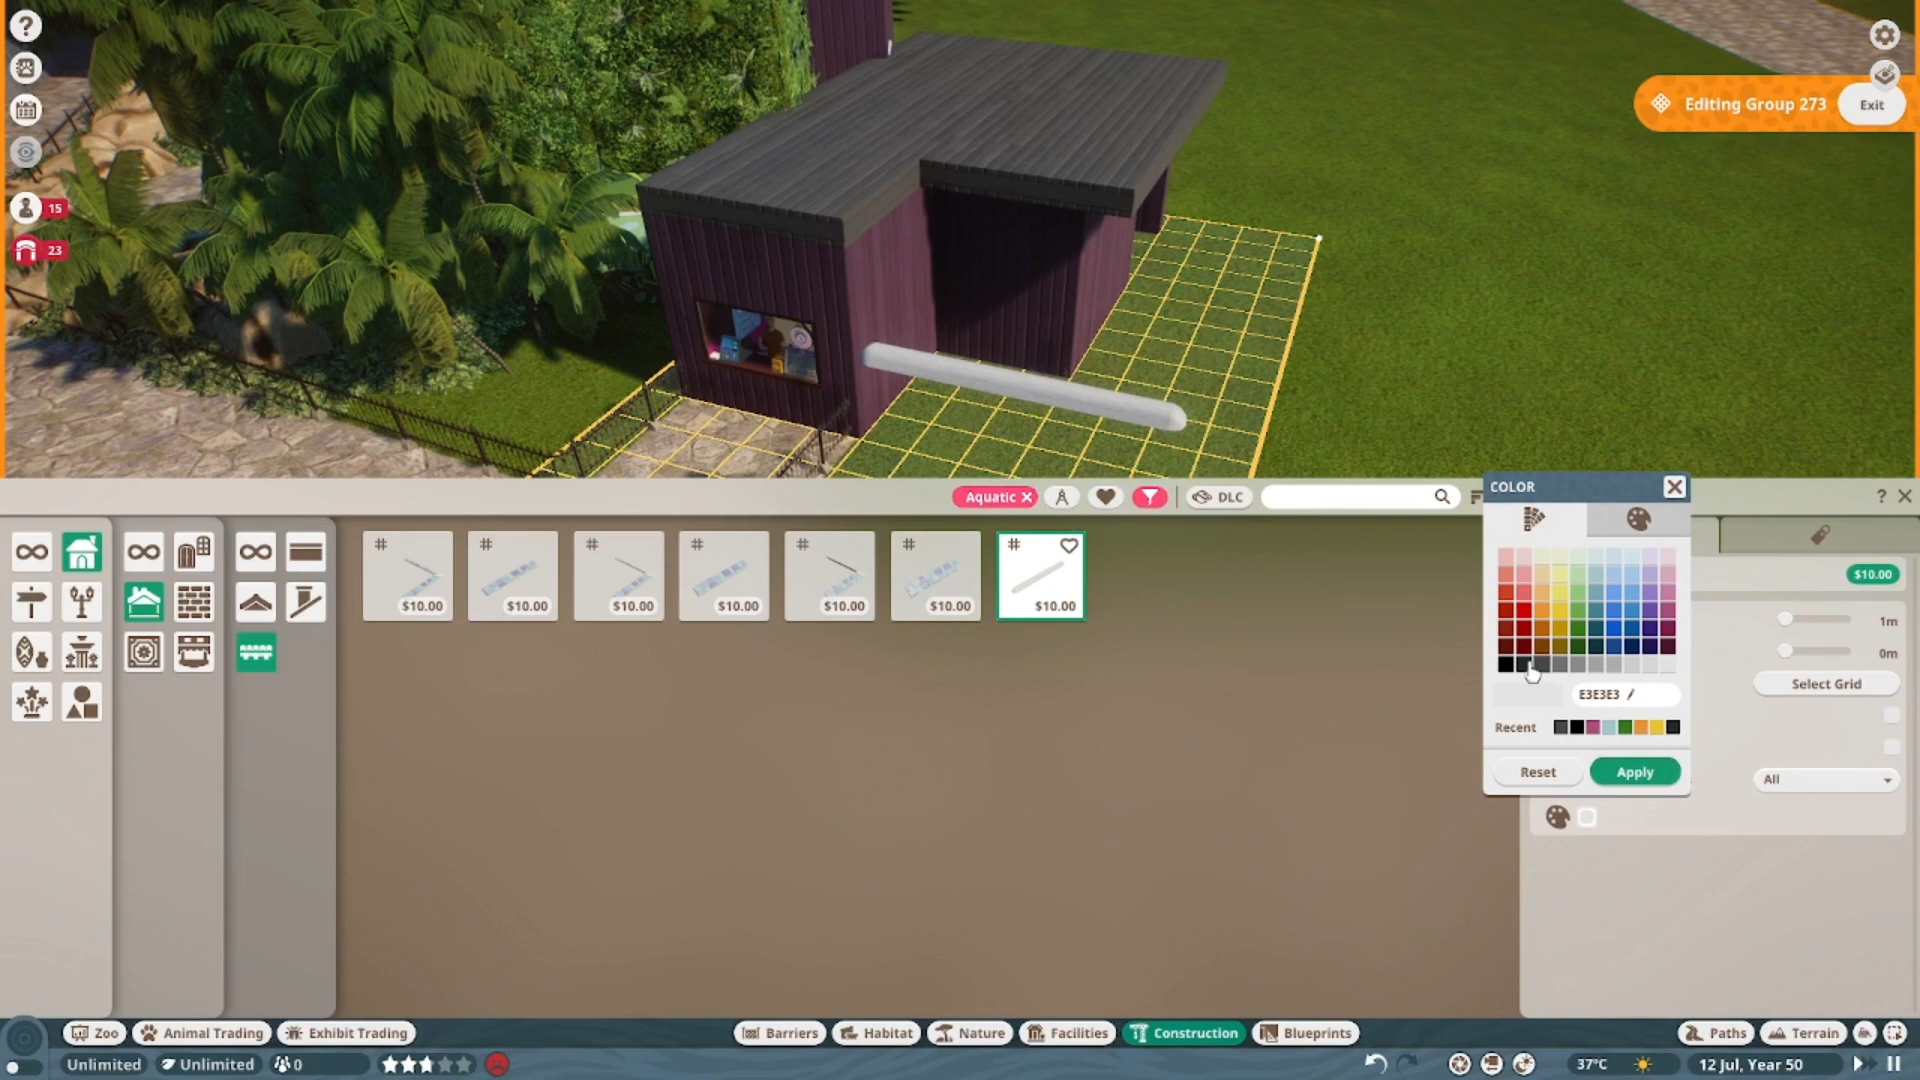 ?
Editing Group 273
Exit
15
23
Aquatic ×
DLC
COLOR
?
# $10.00
# $10.00
# $10.00
# $10.00
# $10.00
# $10.00
# $10.00
$10.00
1m
0m
Select Grid
E3E3E3
Recent
Reset
Apply
All
Zoo
Animal Trading
Exhibit Trading
Barriers
Habitat
Nature
Facilities
Construction
Blueprints
Paths
Terrain
Unlimited
Unlimited
0
37°C
12 Jul, Year 50